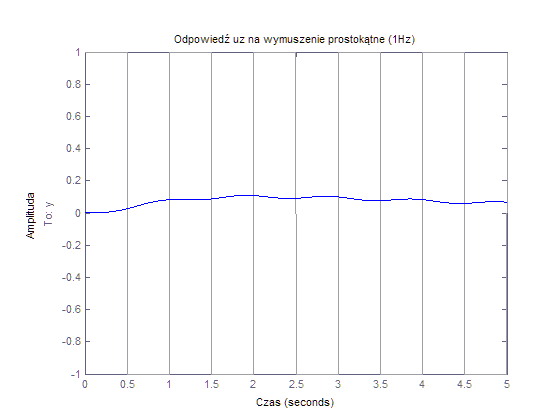 Odpowiedź uz na wymuszenie prostokątne (1Hz)
1
0.8
0.6
0.4
0.2
0
-0.2
-0.4
-0.6
-0.8
-1
Amplituda
To: y
0 0.5 1 1.5 2 2.5 3 3.5 4 4.5 5
Czas (seconds)